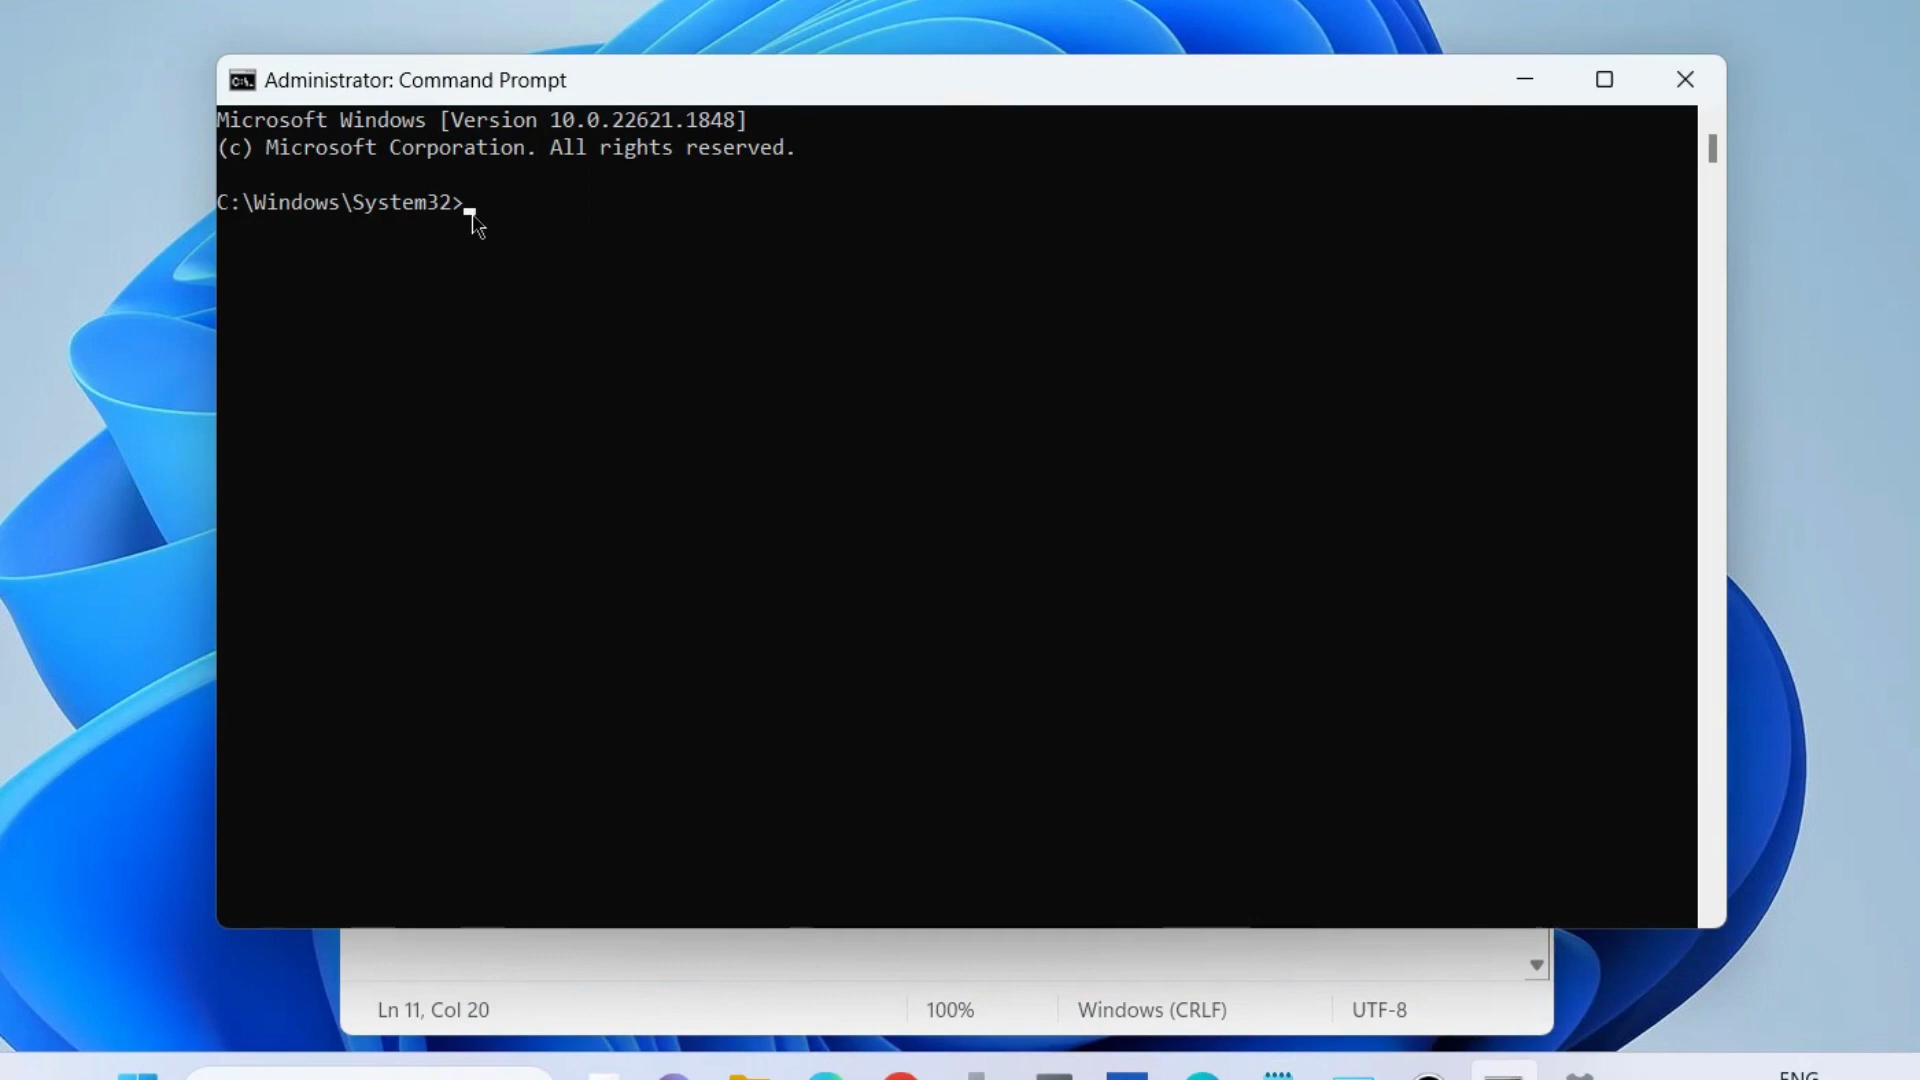 Administrator: Command Prompt
Microsoft Windows [Version 10.0.22621.1848]
(c) Microsoft Corporation. All rights reserved.
C:\Windows\System32>
Ln 11, Col 20
100%
Windows (CRLF)
UTF-8
ENG